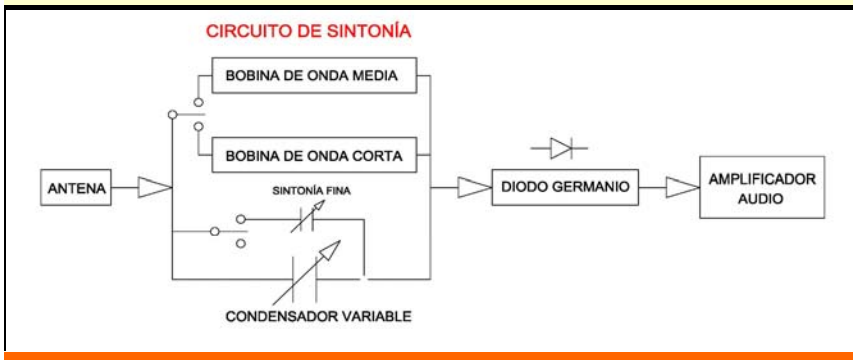 CIRCUITO DE SINTONÍA
BOBINA DE ONDA MEDIA
BOBINA DE ONDA CORTA
ANTENA
SINTONÍA FINA
DIODO GERMANIO
AMPLIFICADOR
AUDIO
CONDENSADOR VARIABLE